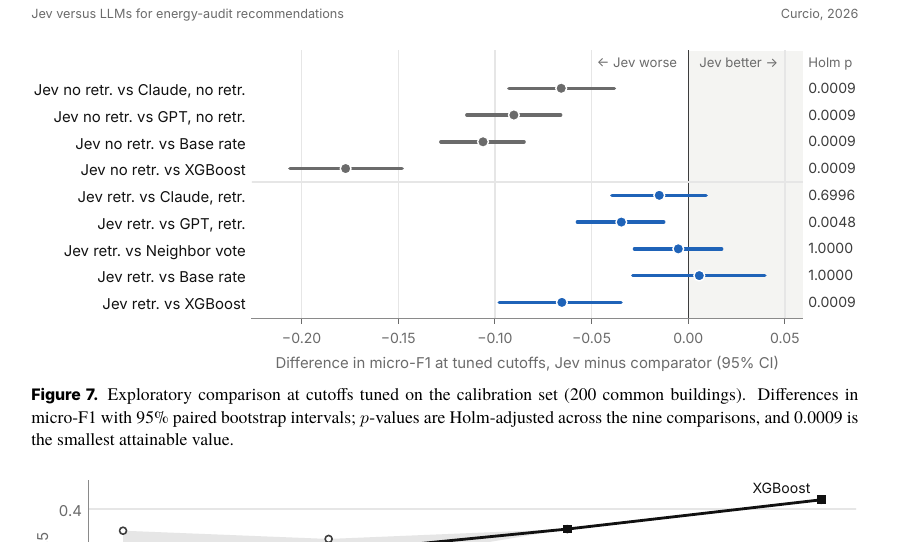 Jev versus LLMs for energy-audit recommendations
Curcio, 2026
← Jev worse
Jev better →
Holm p
Jev no retr. vs Claude, no retr.
0.0009
Jev no retr. vs GPT, no retr.
0.0009
Jev no retr. vs Base rate
0.0009
Jev no retr. vs XGBoost
0.0009
Jev retr. vs Claude, retr.
0.6996
Jev retr. vs GPT, retr.
0.0048
Jev retr. vs Neighbor vote
1.0000
Jev retr. vs Base rate
1.0000
Jev retr. vs XGBoost
0.0009
−0.20
−0.15
−0.10
−0.05
0.00
0.05
Difference in micro-F1 at tuned cutoffs, Jev minus comparator (95% CI)
Figure 7. Exploratory comparison at cutoffs tuned on the calibration set (200 common buildings). Differences in
micro-F1 with 95% paired bootstrap intervals; p-values are Holm-adjusted across the nine comparisons, and 0.0009 is
the smallest attainable value.
XGBoost
0.4
5